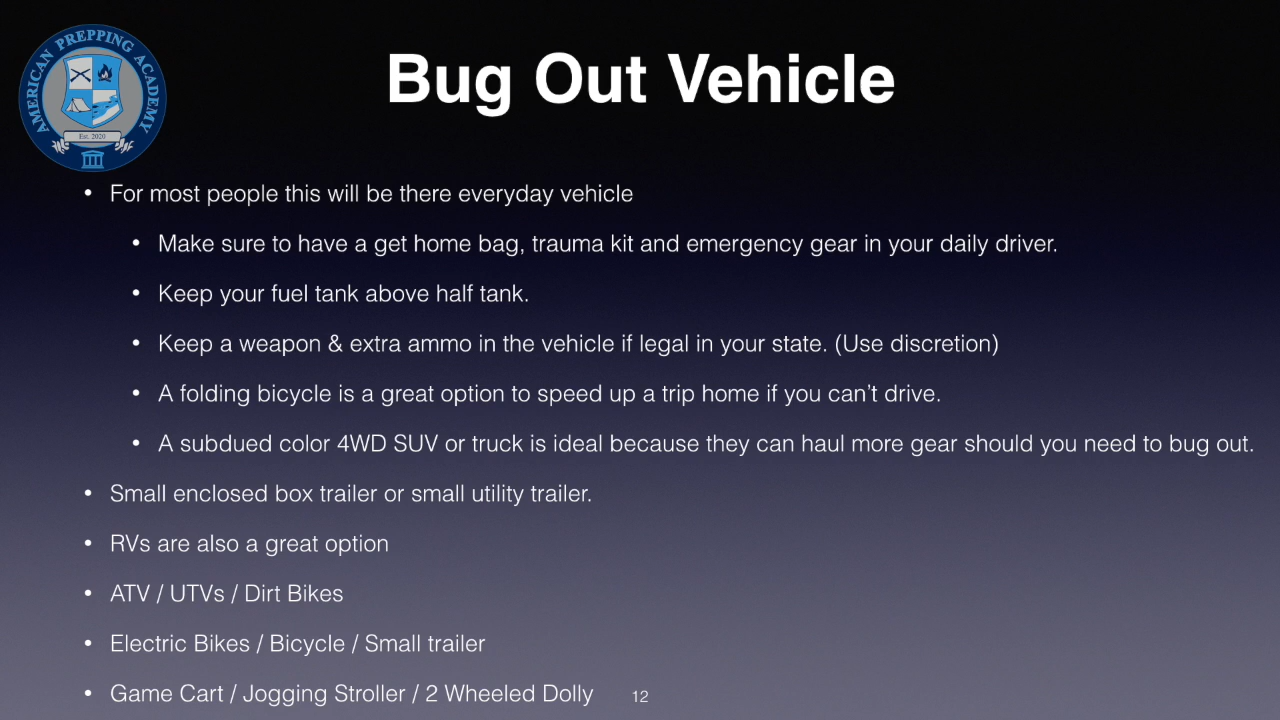 AMERICAN PREPPING ACADEMY
Est. 2020
Bug Out Vehicle
• For most people this will be there everyday vehicle
• Make sure to have a get home bag, trauma kit and emergency gear in your daily driver.
• Keep your fuel tank above half tank.
• Keep a weapon & extra ammo in the vehicle if legal in your state. (Use discretion)
• A folding bicycle is a great option to speed up a trip home if you can’t drive.
• A subdued color 4WD SUV or truck is ideal because they can haul more gear should you need to bug out.
• Small enclosed box trailer or small utility trailer.
• RVs are also a great option
• ATV / UTVs / Dirt Bikes
• Electric Bikes / Bicycle / Small trailer
• Game Cart / Jogging Stroller / 2 Wheeled Dolly
12